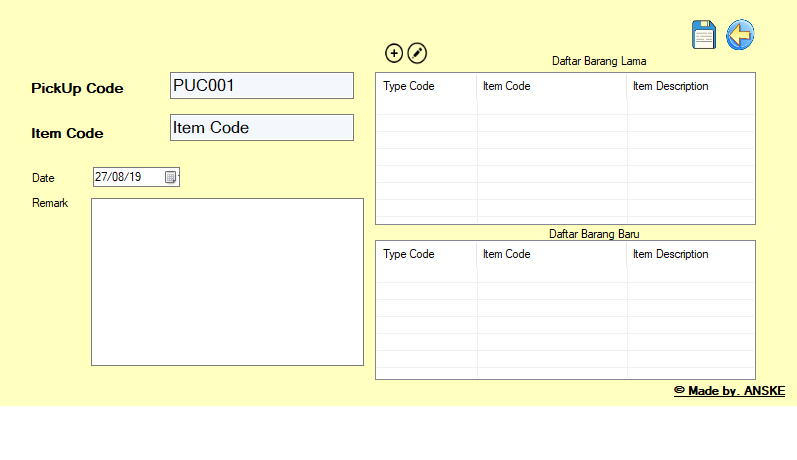 PickUp Code
PUC001
Item Code
Item Code
Date
27/08/19
Remark
Daftar Barang Lama
Type Code Item Code Item Description
Daftar Barang Baru
Type Code Item Code Item Description
© Made by. ANSKE